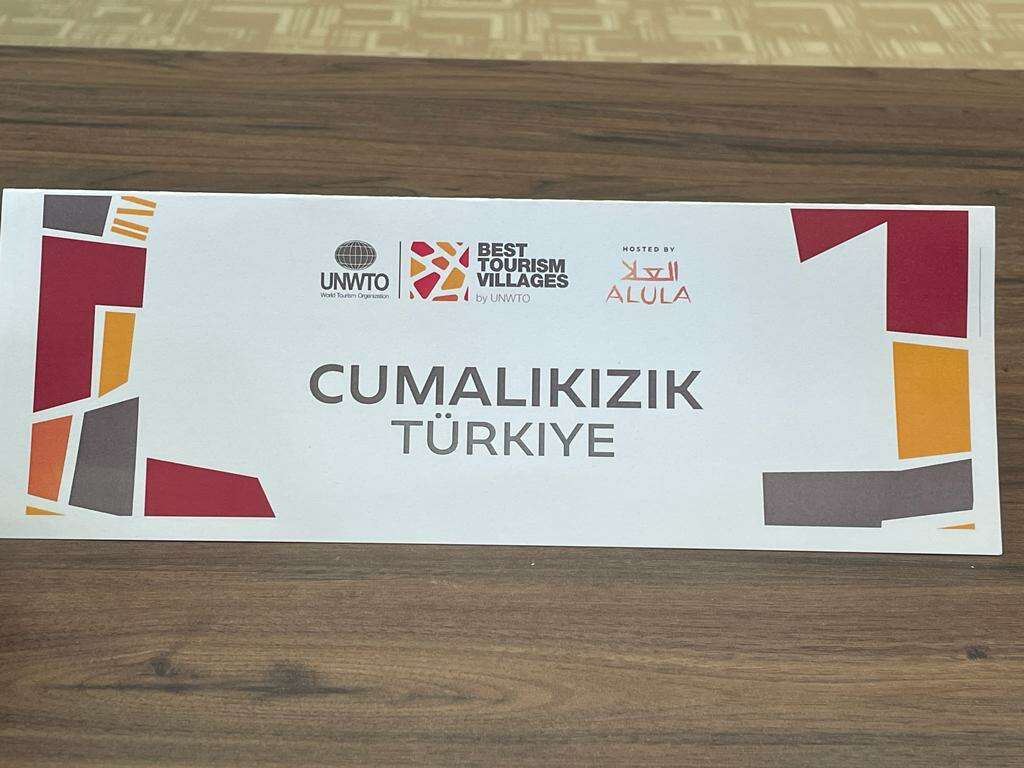 UNWTO
World Tourism Organization
BEST
TOURISM
VILLAGES
by UNWTO
HOSTED BY
العلا
ALULA
CUMALIKIZIK
TÜRKIYE